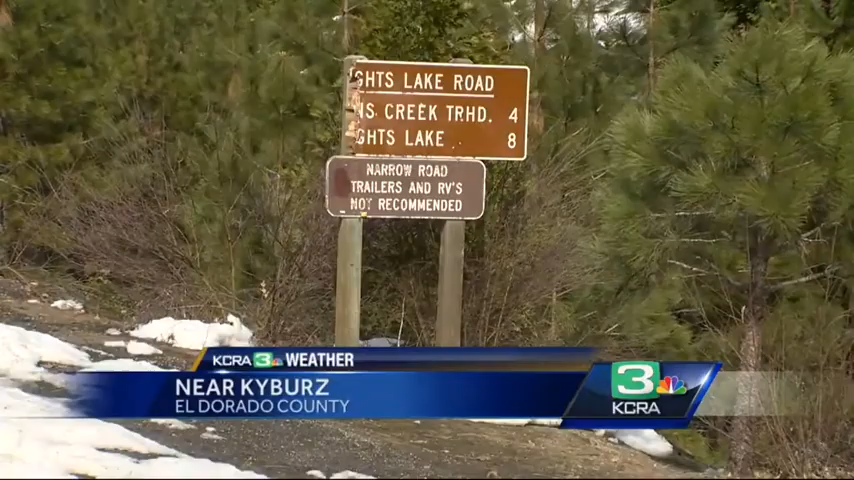 GHTS LAKE ROAD
NS CREEK TRHD. 4
GHTS LAKE 8
NARROW ROAD
TRAILERS AND RV'S
NOT RECOMMENDED
KCRA 3 WEATHER
NEAR KYBURZ
EL DORADO COUNTY
3
KCRA